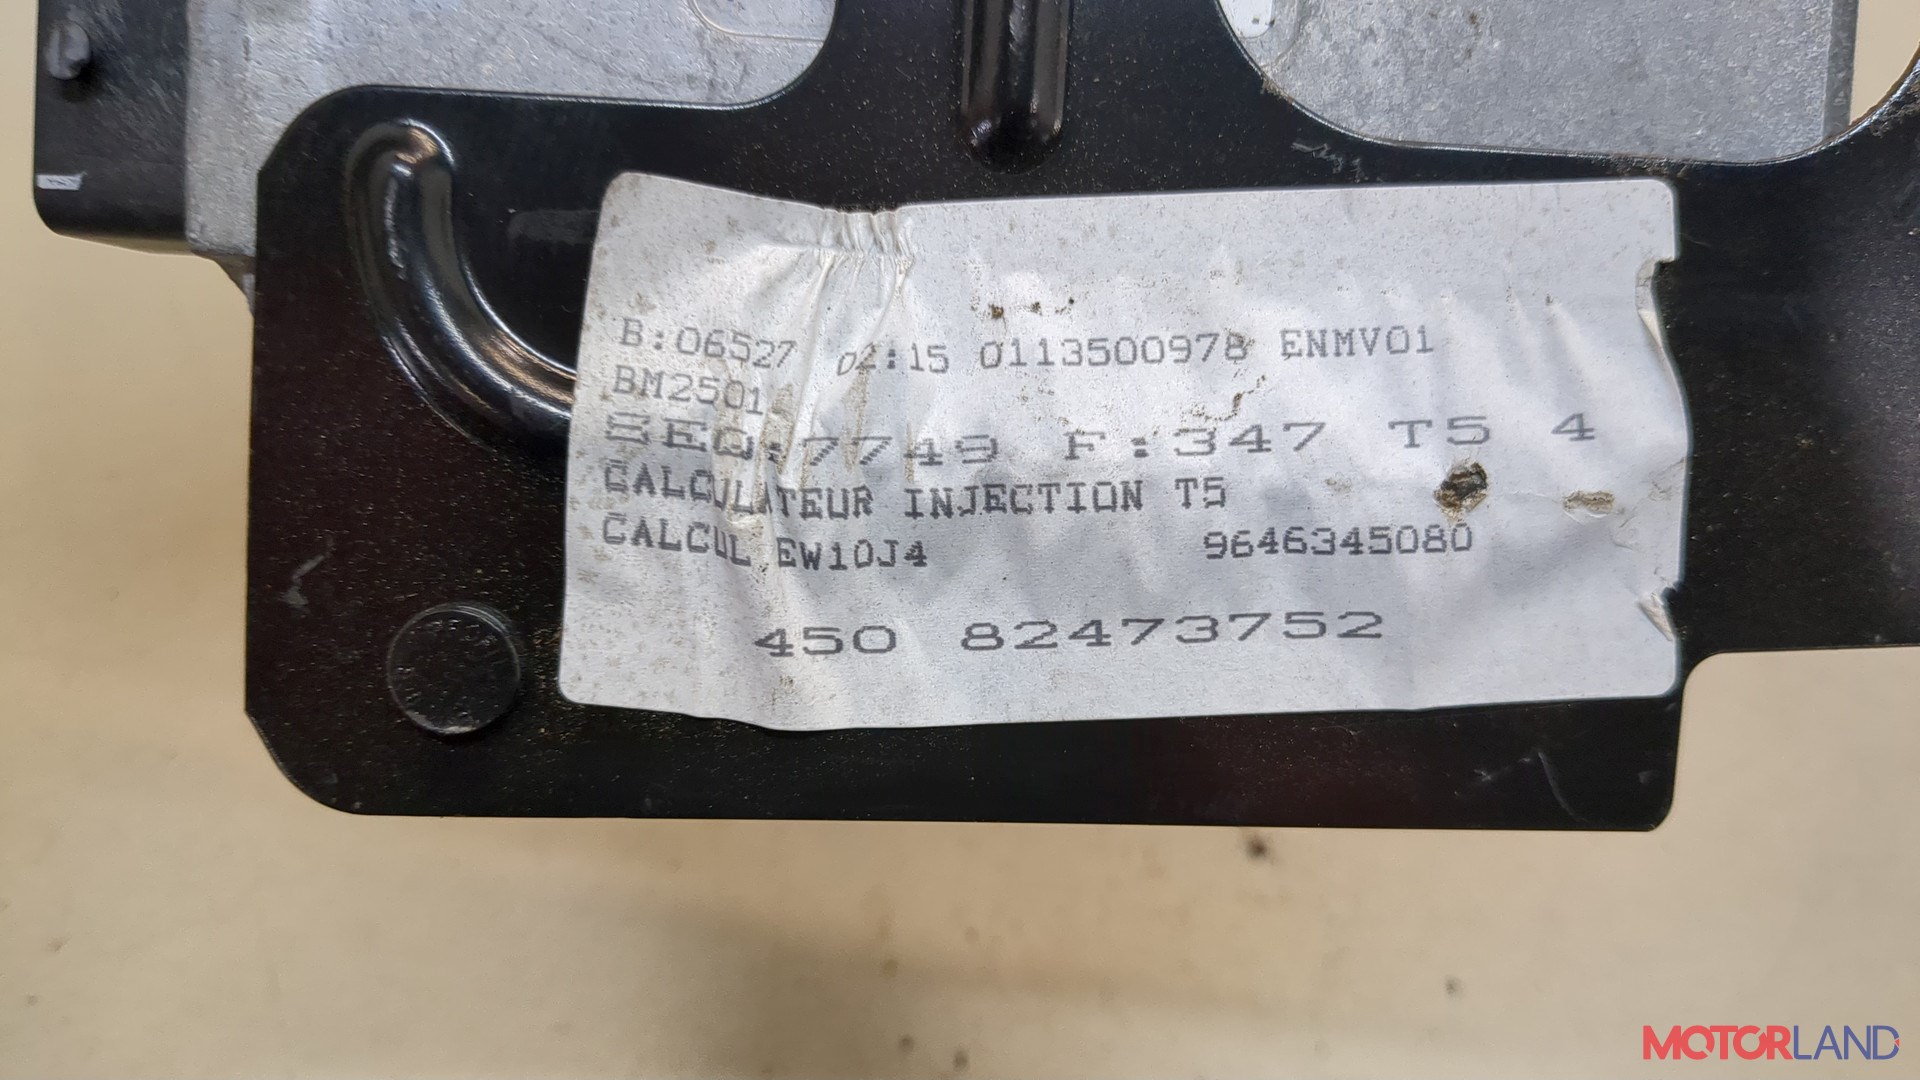 B:06527 02:15 0113500978 ENMV01
BM2501
SEQ:7749 F:347 T5 4
CALCULATEUR INJECTION T5
CALCUL EW10J4 9646345080
450 82473752
MOTORLAND